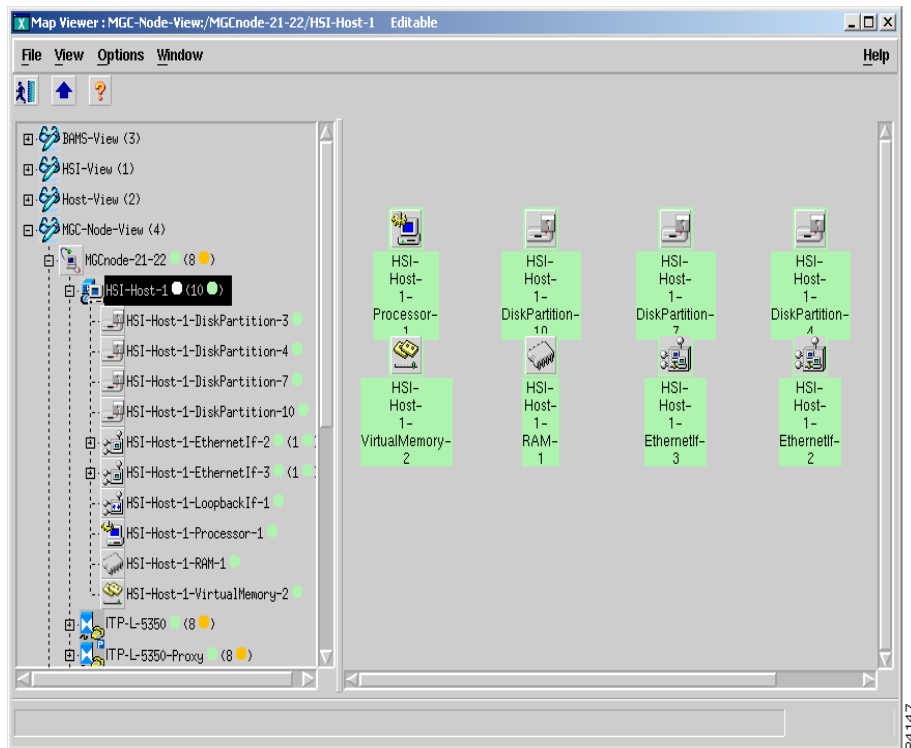 Map Viewer : MGC-Node-View:/MGCnode-21-22/HSI-Host-1 Editable
File View Options Window Help
BAMS-View (3)
HSI-View (1)
Host-View (2)
MGC-Node-View (4)
MGCnode-21-22 (8)
HSI-Host-1 (10)
HSI-Host-1-DiskPartition-3
HSI-Host-1-DiskPartition-4
HSI-Host-1-DiskPartition-7
HSI-Host-1-DiskPartition-10
HSI-Host-1-EthernetIf-2 (1
HSI-Host-1-EthernetIf-3 (1
HSI-Host-1-LoopbackIf-1
HSI-Host-1-Processor-1
HSI-Host-1-RAM-1
HSI-Host-1-VirtualMemory-2
ITP-L-5350 (8)
ITP-L-5350-Proxy (8)
HSI-
Host-
1-
Processor-
1
HSI-
Host-
1-
DiskPartition-
10
HSI-
Host-
1-
DiskPartition-
7
HSI-
Host-
1-
DiskPartition-
4
HSI-
Host-
1-
VirtualMemory-
2
HSI-
Host-
1-
RAM-
1
HSI-
Host-
1-
EthernetIf-
3
HSI-
Host-
1-
EthernetIf-
2